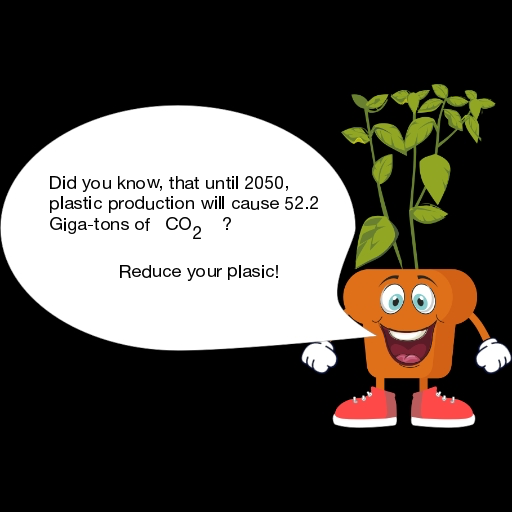 Did you know, that until 2050,
plastic production will cause 52.2
Giga-tons of CO₂ ?
Reduce your plasic!